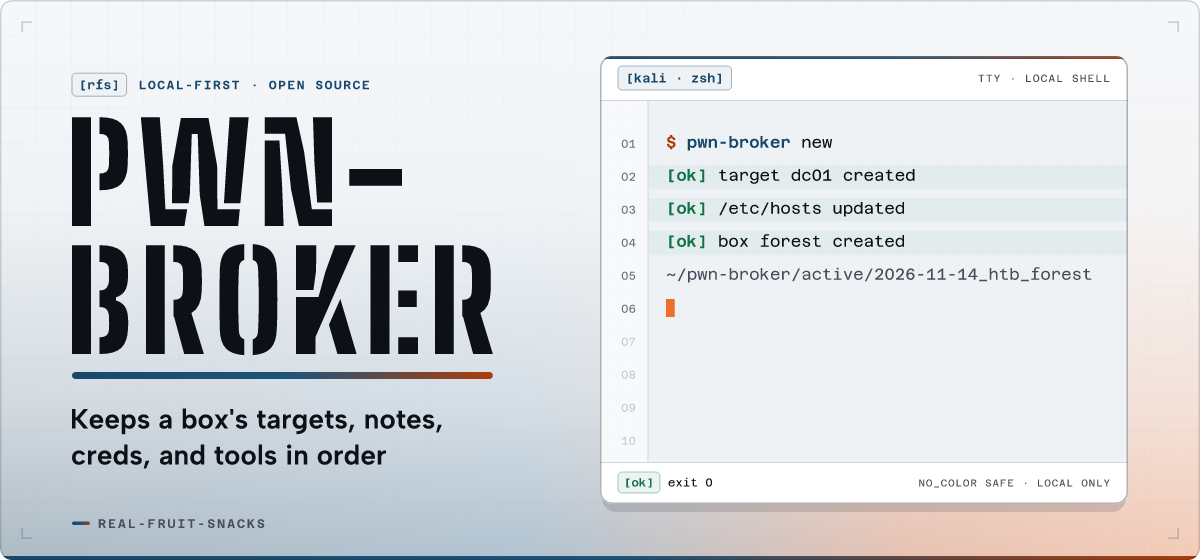 [rfs] LOCAL-FIRST · OPEN SOURCE
PWN-
BROKER
Keeps a box's targets, notes,
creds, and tools in order
REAL-FRUIT-SNACKS
[kali · zsh] TTY · LOCAL SHELL
01 $ pwn-broker new
02 [ok] target dc01 created
03 [ok] /etc/hosts updated
04 [ok] box forest created
05 ~/pwn-broker/active/2026-11-14_htb_forest
06
07
08
09
10
[ok] exit 0 NO_COLOR SAFE · LOCAL ONLY